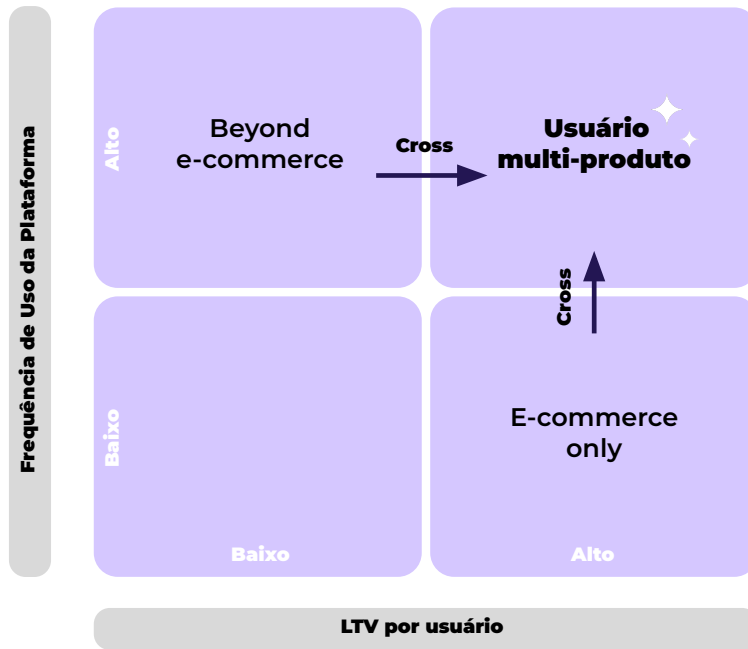 Frequência de Uso da Plataforma
Alto
Beyond
e-commerce
Cross
Usuário
multi-produto
Cross
Baixo
E-commerce
only
Baixo
Alto
LTV por usuário